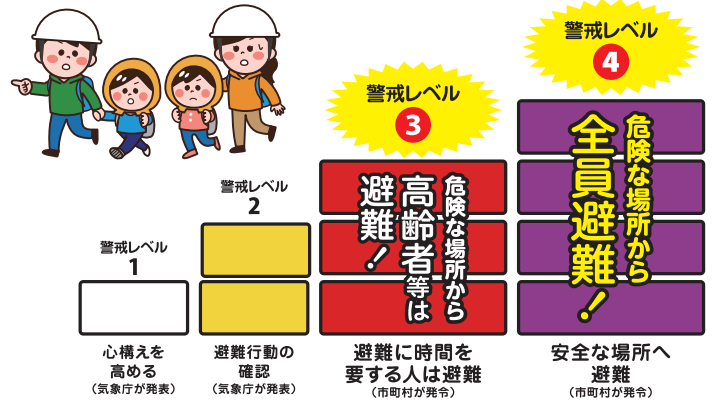 警戒レベル
1
心構えを
高める
（気象庁が発表）
警戒レベル
2
避難行動の
確認
（気象庁が発表）
警戒レベル
3
危険な場所から
高齢者等は
避難！
避難に時間を
要する人は避難
（市町村が発令）
警戒レベル
4
危険な場所から
全員避難！
安全な場所へ
避難
（市町村が発令）